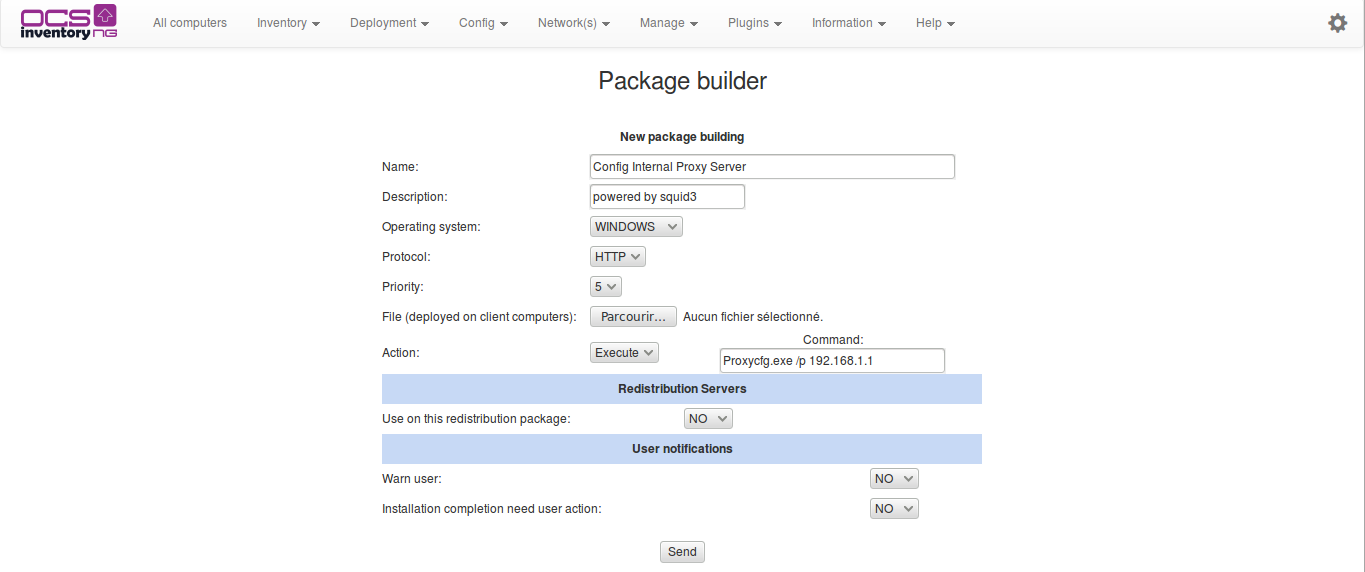 OCS inventory NG All computers Inventory Deployment Config Network(s) Manage Plugins Information Help
Package builder
New package building
Name: Config Internal Proxy Server
Description: powered by squid3
Operating system: WINDOWS
Protocol: HTTP
Priority: 5
File (deployed on client computers): Parcourir... Aucun fichier sélectionné.
Command:
Action: Execute Proxycfg.exe /p 192.168.1.1
Redistribution Servers
Use on this redistribution package: NO
User notifications
Warn user: NO
Installation completion need user action: NO
Send